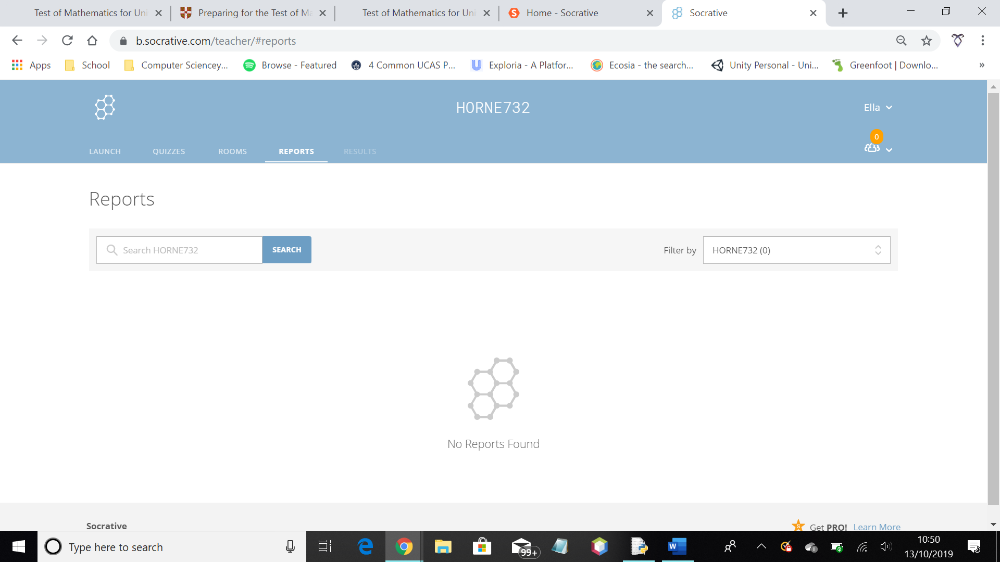 Test of Mathematics for Uni
Preparing for the Test of Ma
Test of Mathematics for Uni
Home - Socrative
Socrative
b.socrative.com/teacher/#reports
Apps
School
Computer Sciencey...
Browse - Featured
4 Common UCAS P...
Exploria - A Platfor...
Ecosia - the search...
Unity Personal - Uni...
Greenfoot | Downlo...
»
HORNE732
Ella
0
LAUNCH
QUIZZES
ROOMS
REPORTS
RESULTS
Reports
Search HORNE732
SEARCH
Filter by
HORNE732 (0)
No Reports Found
Socrative
Get PRO! Learn More
Type here to search
99+
10:50
13/10/2019